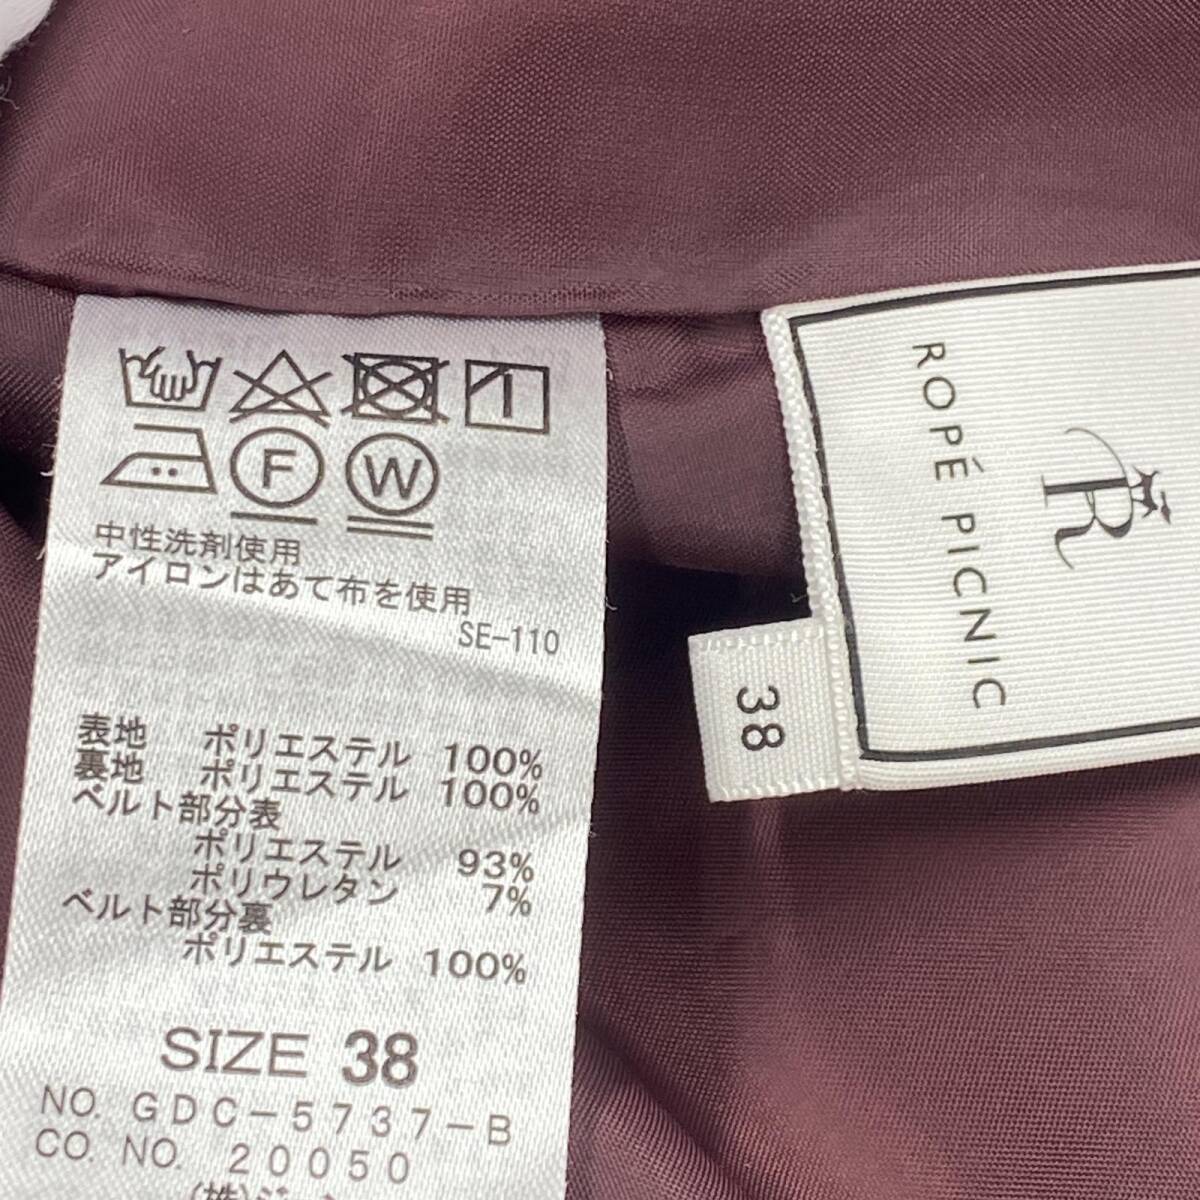 F
W
中性洗剤使用
アイロンはあて布を使用
SE-110
表地 ポリエステル 100%
裏地 ポリエステル 100%
ベルト部分表
ポリエステル 93%
ポリウレタン 7%
ベルト部分裏
ポリエステル 100%
SIZE 38
NO. GDC-5737-B
CO. NO. 20050
(株)
R
ROPÉ PICNIC
38